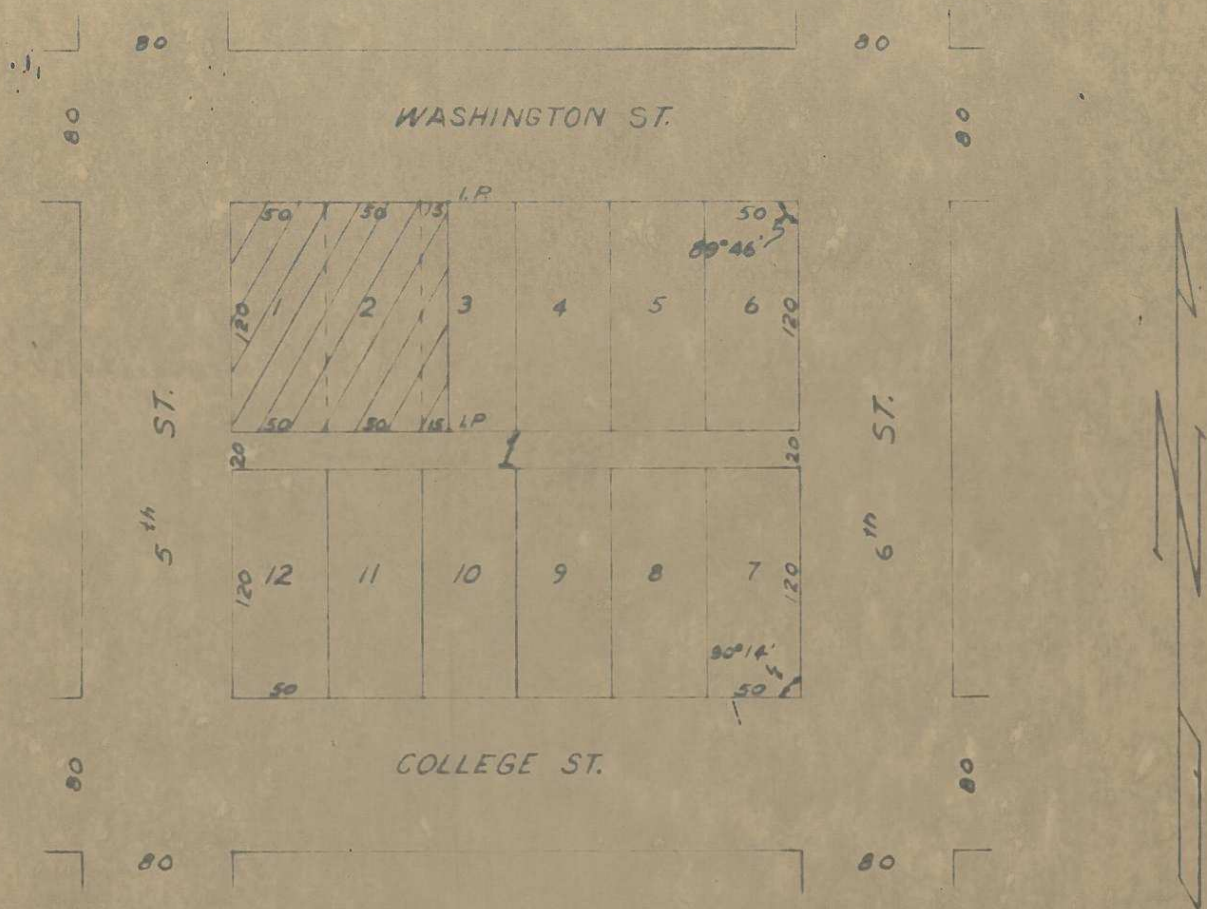 80 80
80 80
WASHINGTON ST.
I.P.
50' 50' 15' 50'
89°46'
120 1 2 3 4 5 6 120
50 50 15 I.P.
20 1 20
5th ST. 6th ST.
120 12 11 10 9 8 7 120
90°14'
50 50'
COLLEGE ST.
80 80
80 80
N